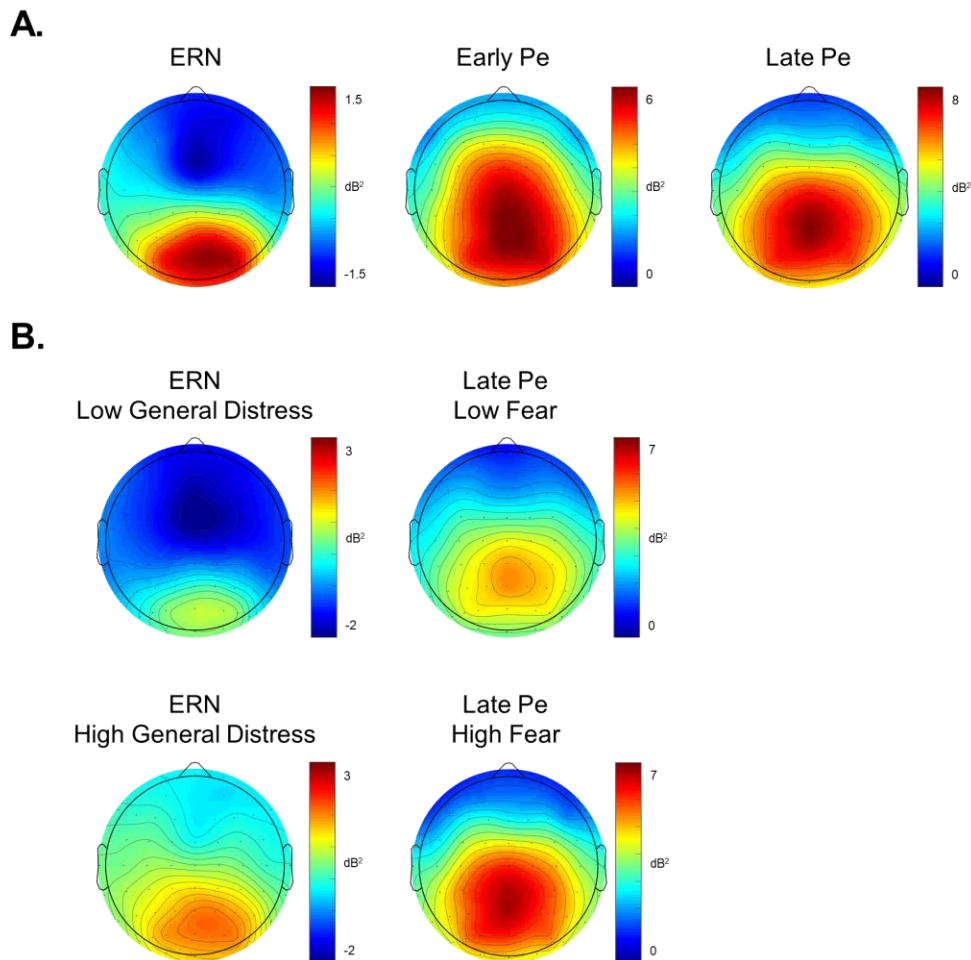 A.
ERN
Early Pe
Late Pe
1.5
dB²
-1.5
6
dB²
0
8
dB²
0
B.
ERN
Low General Distress
3
dB²
-2
Late Pe
Low Fear
7
dB²
0
ERN
High General Distress
3
dB²
-2
Late Pe
High Fear
7
dB²
0